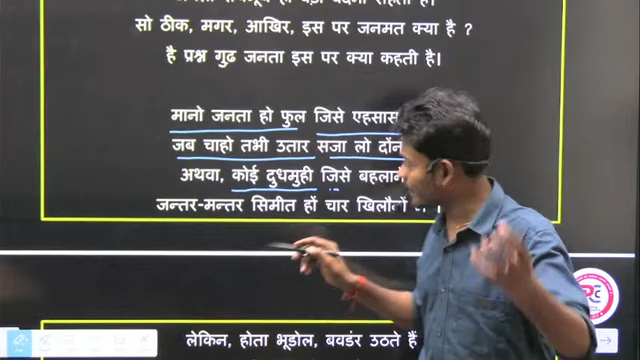 सो ठीक, मगर, आखिर, इस पर जनमत क्या है ?
है प्रश्न गुढ जनता इस पर क्या कहती है।
मानो जनता हो फुल जिसे एहसास
जब चाहो तभी उतार सजा लो दोंनों
अथवा, कोई दुधमुही जिसे बहलाने
जन्तर-मन्तर सिमीत हों चार खिलौनों
लेकिन, होता भूडोल, बवडंर उठते हैं